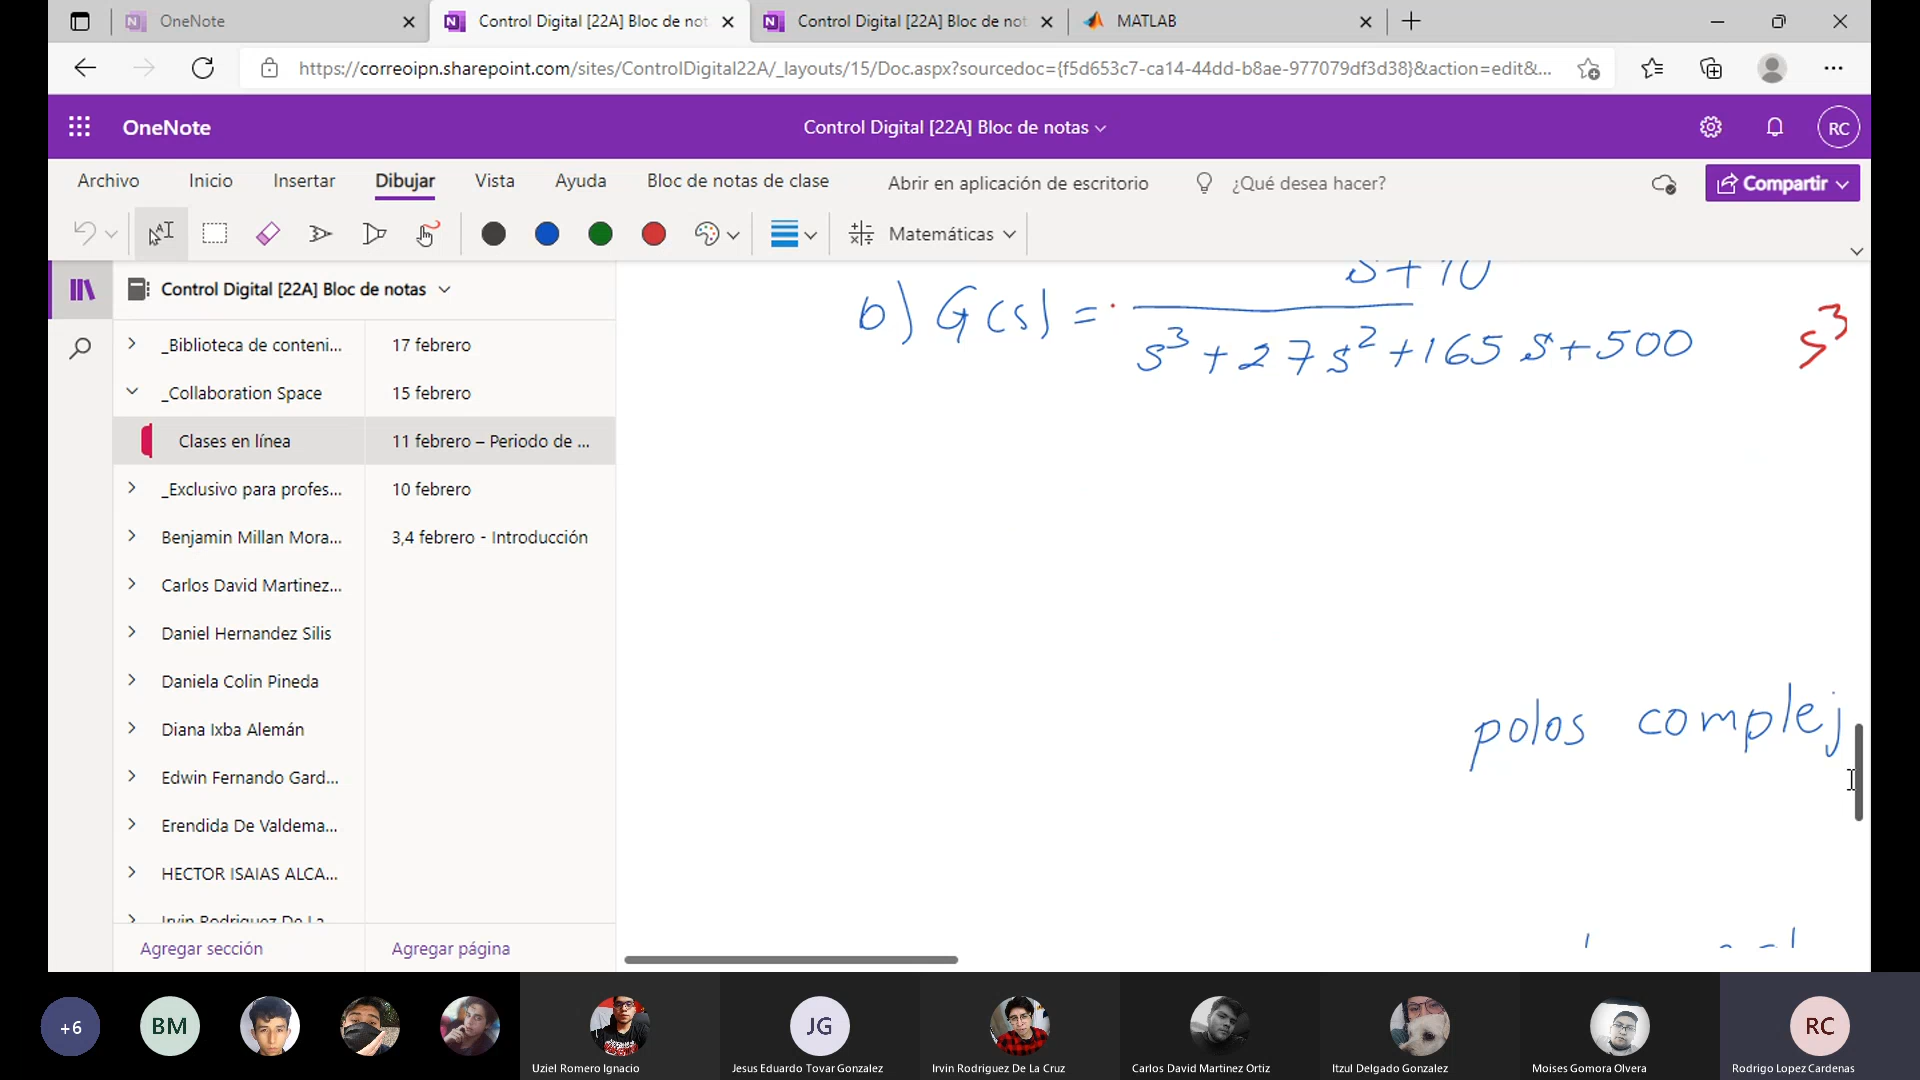 OneNote
Control Digital [22A] Bloc de not
Control Digital [22A] Bloc de not
MATLAB
https://correoipn.sharepoint.com/sites/ControlDigital22A/_layouts/15/Doc.aspx?sourcedoc={f5d653c7-ca14-44dd-b8ae-977079df3d38}&action=edit&...
OneNote
Control Digital [22A] Bloc de notas
RC
Archivo Inicio Insertar Dibujar Vista Ayuda Bloc de notas de clase Abrir en aplicación de escritorio ¿Qué desea hacer? Compartir
Matemáticas
Control Digital [22A] Bloc de notas
_Biblioteca de conteni...
_Collaboration Space
Clases en línea
_Exclusivo para profes...
Benjamin Millan Mora...
Carlos David Martinez...
Daniel Hernandez Silis
Daniela Colin Pineda
Diana Ixba Alemán
Edwin Fernando Gard...
Erendida De Valdema...
HECTOR ISAIAS ALCA...
Irvin Rodriguez De La
Agregar sección
17 febrero
15 febrero
11 febrero – Periodo de ...
10 febrero
3,4 febrero - Introducción
Agregar página
s+10
b) G(s) =
s³+27s²+165s+500
s³
polos complej
+6
BM
JG
RC
Uziel Romero Ignacio
Jesus Eduardo Tovar Gonzalez
Irvin Rodriguez De La Cruz
Carlos David Martinez Ortiz
Itzul Delgado Gonzalez
Moises Gomora Olvera
Rodrigo Lopez Cardenas